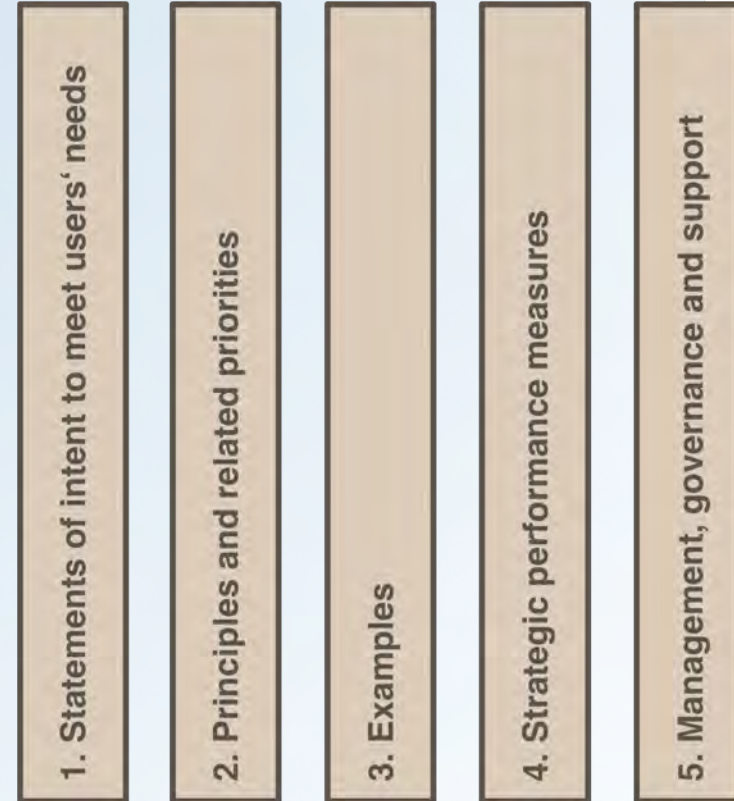 1. Statements of intent to meet users‘ needs
2. Principles and related priorities
3. Examples
4. Strategic performance measures
5. Management, governance and support